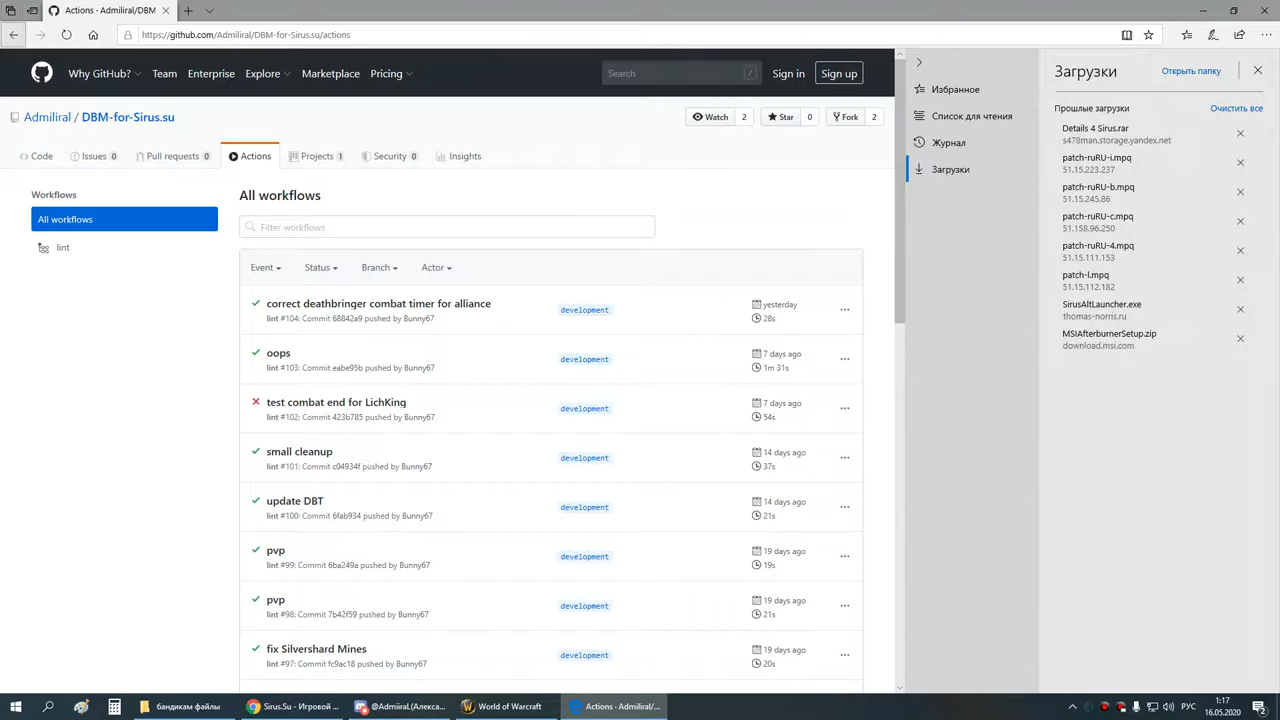 Actions - Admiliral/DBM
https://github.com/Admiliral/DBM-for-Sirus.su/actions
Why GitHub? Team Enterprise Explore Marketplace Pricing
Search /
Sign in Sign up
Admiliral / DBM-for-Sirus.su
Watch 2 Star 0 Fork 2
Code Issues 0 Pull requests 0 Actions Projects 1 Security 0 Insights
Workflows
All workflows
lint
All workflows
Filter workflows
Event Status Branch Actor
correct deathbringer combat timer for alliance
lint #104: Commit 68842a9 pushed by Bunny67
development
yesterday
28s
oops
lint #103: Commit eabe95b pushed by Bunny67
development
7 days ago
1m 31s
test combat end for LichKing
lint #102: Commit 423b785 pushed by Bunny67
development
7 days ago
54s
small cleanup
lint #101: Commit c04934f pushed by Bunny67
development
14 days ago
37s
update DBT
lint #100: Commit 6fab934 pushed by Bunny67
development
14 days ago
21s
pvp
lint #99: Commit 6ba249a pushed by Bunny67
development
19 days ago
19s
pvp
lint #98: Commit 7b42f59 pushed by Bunny67
development
19 days ago
21s
fix Silvershard Mines
lint #97: Commit fc9ac18 pushed by Bunny67
development
19 days ago
20s
Избранное
Список для чтения
Журнал
Загрузки
Загрузки
Открыть папку
Прошлые загрузки
Очистить все
Details 4 Sirus.rar
s478man.storage.yandex.net
patch-ruRU-i.mpq
51.15.223.237
patch-ruRU-b.mpq
51.15.245.86
patch-ruRU-c.mpq
51.158.96.250
patch-ruRU-4.mpq
51.15.111.153
patch-l.mpq
51.15.112.182
SirusAltLauncher.exe
thomas-norris.ru
MSIAfterburnerSetup.zip
download.msi.com
бандикам файлы
Sirus.Su - Игровой ...
@Admiiral.(Алекса...
World of Warcraft
Actions · Admiliral/...
РУС
1:17
16.05.2020